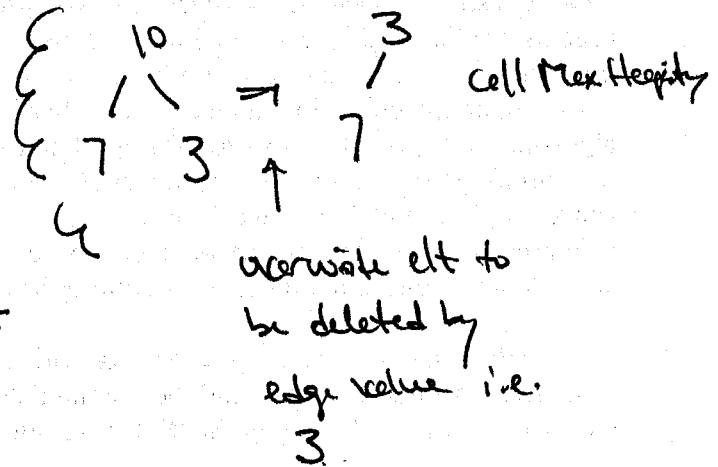 10
3
call Max Heapify
7 3
7
overwrite elt to
be deleted by
edge value i.e.
3